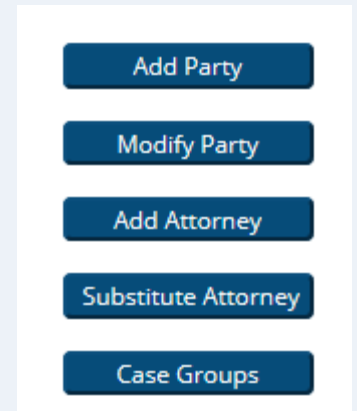 Add Party
Modify Party
Add Attorney
Substitute Attorney
Case Groups